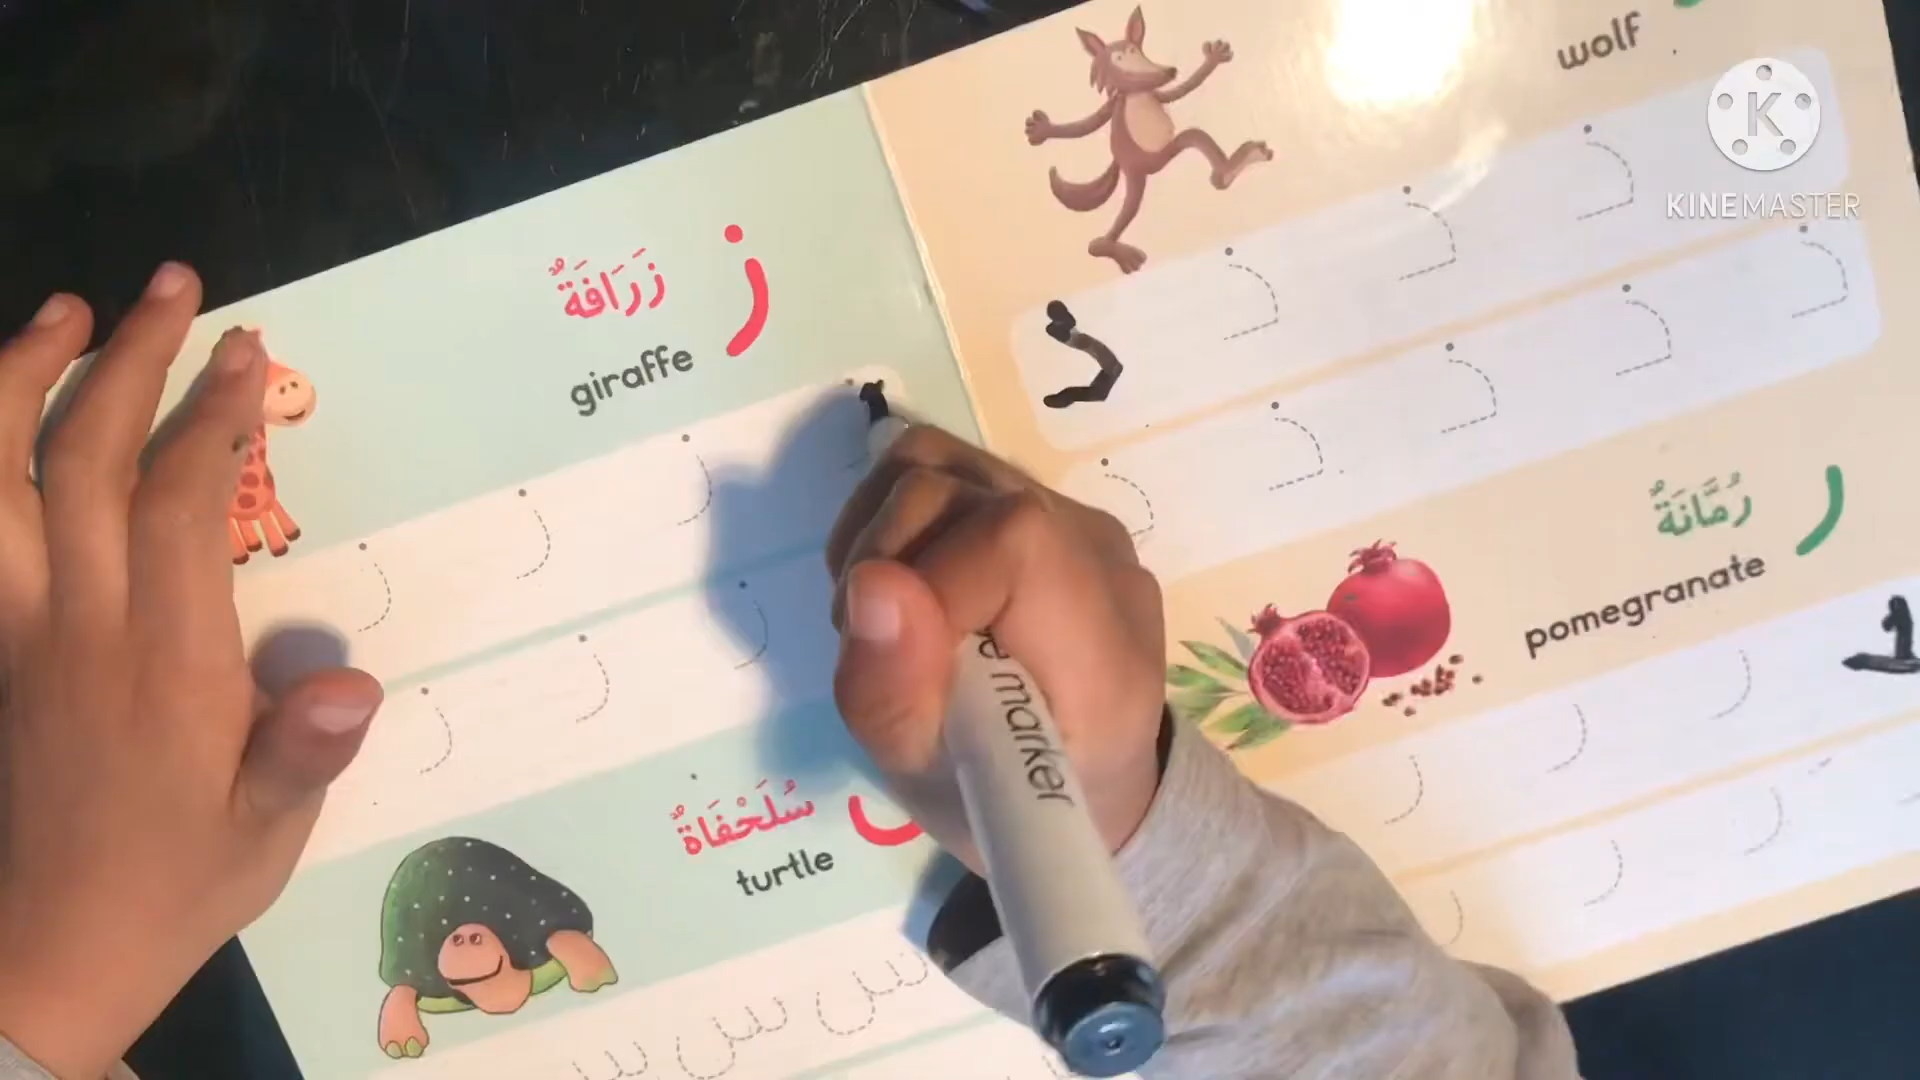 wolf
K
KINEMASTER
ز
زَرَافَةٌ
giraffe
ذ ذ ذ
ذ
ذ ذ ذ ذ ذ
ز ز ز
ز ز ز
ر
رُمَّانَةٌ
pomegranate
ر ر ر ر
ر ر ر
سُلَحْفَاةٌ
turtle
س س س
marker